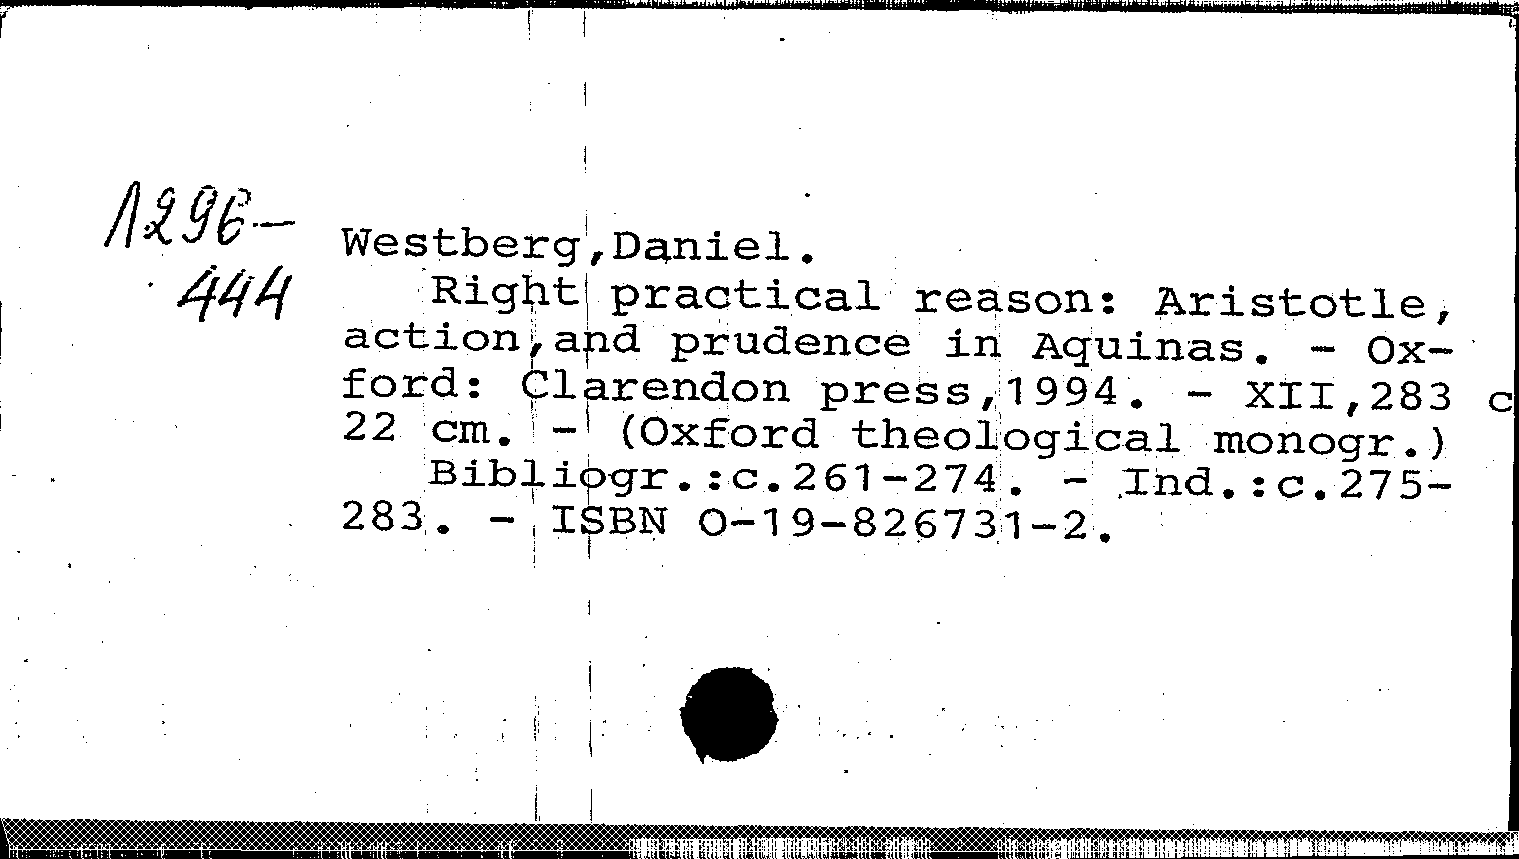 Л296-
444
Westberg,Daniel.
Right practical reason: Aristotle,
action,and prudence in Aquinas. - Ox-
ford: Clarendon press,1994. - XII,283 c
22 cm. - (Oxford theological monogr.)
Bibliogr.:c.261-274. - Ind.:c.275-
283. - ISBN 0-19-826731-2.